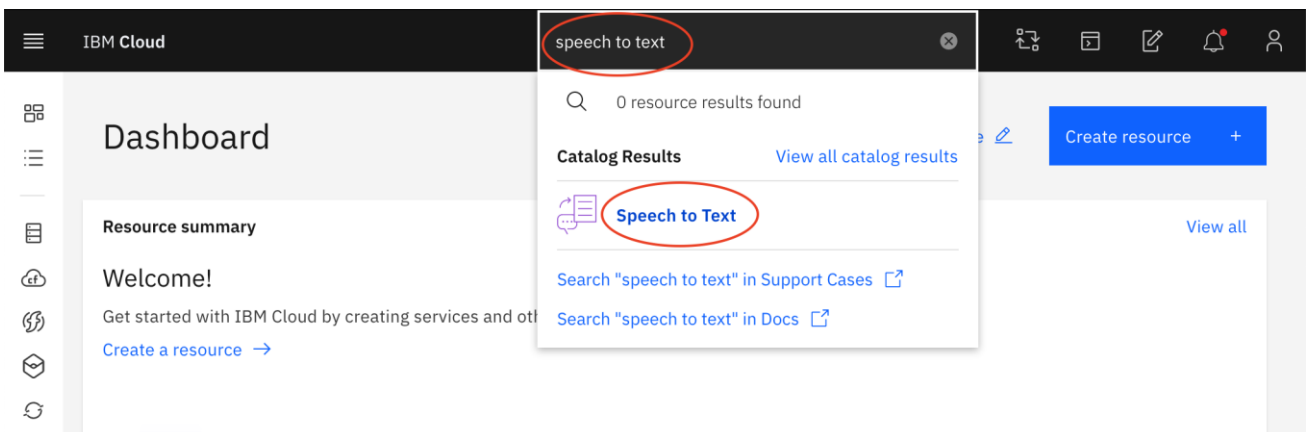 IBM Cloud
speech to text
0 resource results found
Dashboard
Create resource +
Catalog Results
View all catalog results
Speech to Text
Resource summary
View all
Welcome!
Search "speech to text" in Support Cases
Get started with IBM Cloud by creating services and
Search "speech to text" in Docs
Create a resource →
cf